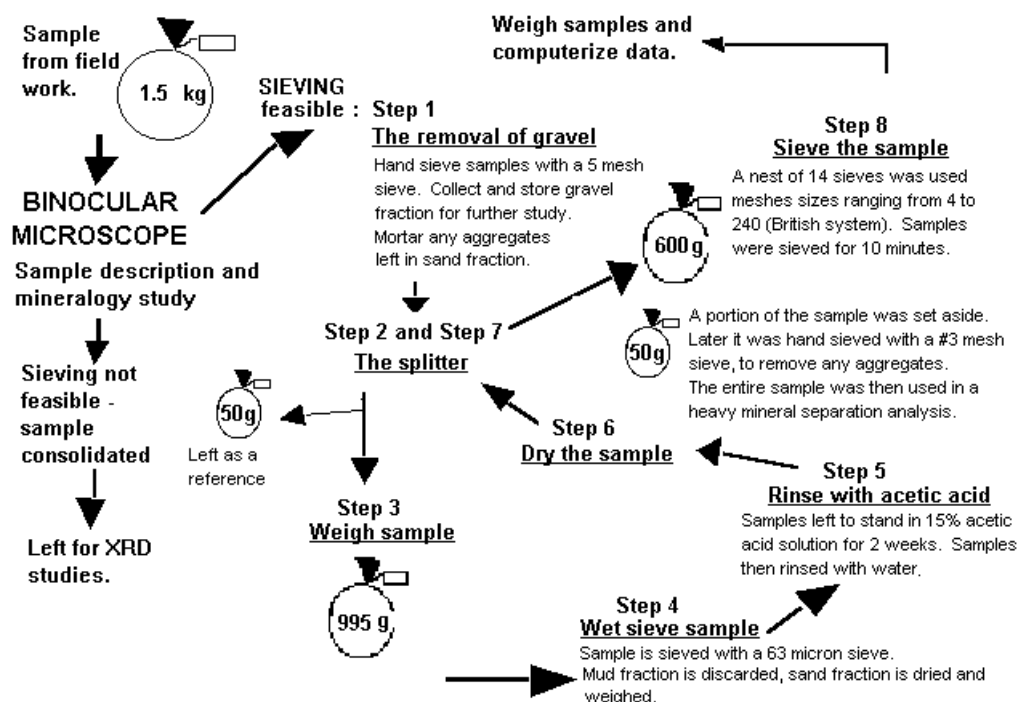 Sample
from field
work.
1.5 kg
BINOCULAR
MICROSCOPE
Sample description and
mineralogy study
Sieving not
feasible -
sample
consolidated
Left for XRD
studies.
SIEVING
feasible : Step 1
The removal of gravel
Hand sieve samples with a 5 mesh
sieve. Collect and store gravel
fraction for further study.
Mortar any aggregates
left in sand fraction.
Step 2 and Step 7
The splitter
50g
Left as a
reference
Step 3
Weigh sample
995 g
Step 4
Wet sieve sample
Sample is sieved with a 63 micron sieve.
Mud fraction is discarded, sand fraction is dried and
weighed.
Step 5
Rinse with acetic acid
Samples left to stand in 15% acetic
acid solution for 2 weeks. Samples
then rinsed with water.
Step 6
Dry the sample
50g
A portion of the sample was set aside.
Later it was hand sieved with a #3 mesh
sieve, to remove any aggregates.
The entire sample was then used in a
heavy mineral separation analysis.
Step 8
Sieve the sample
600 g
A nest of 14 sieves was used
meshes sizes ranging from 4 to
240 (British system). Samples
were sieved for 10 minutes.
Weigh samples and
computerize data.